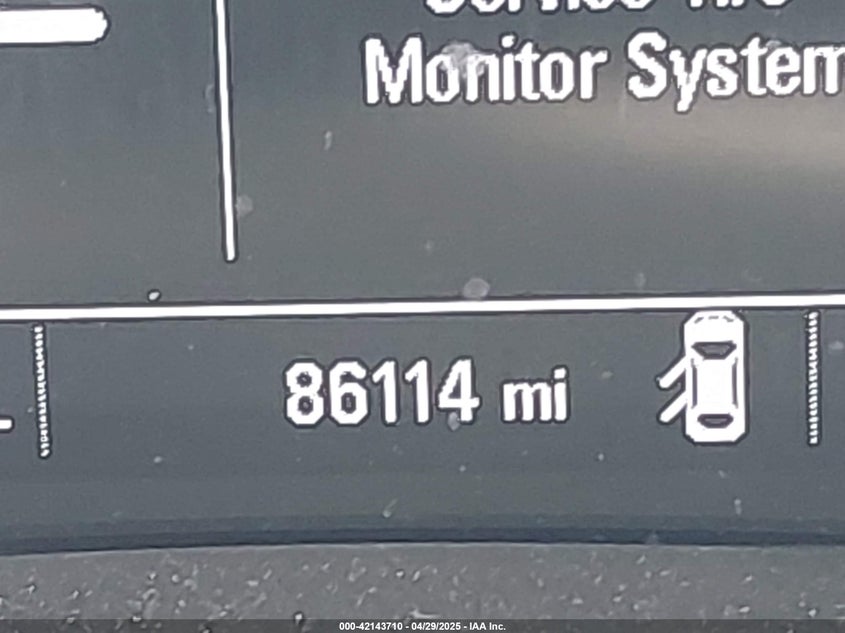 Monitor System
86114 mi
000-42143710 - 04/29/2025 - IAA Inc.